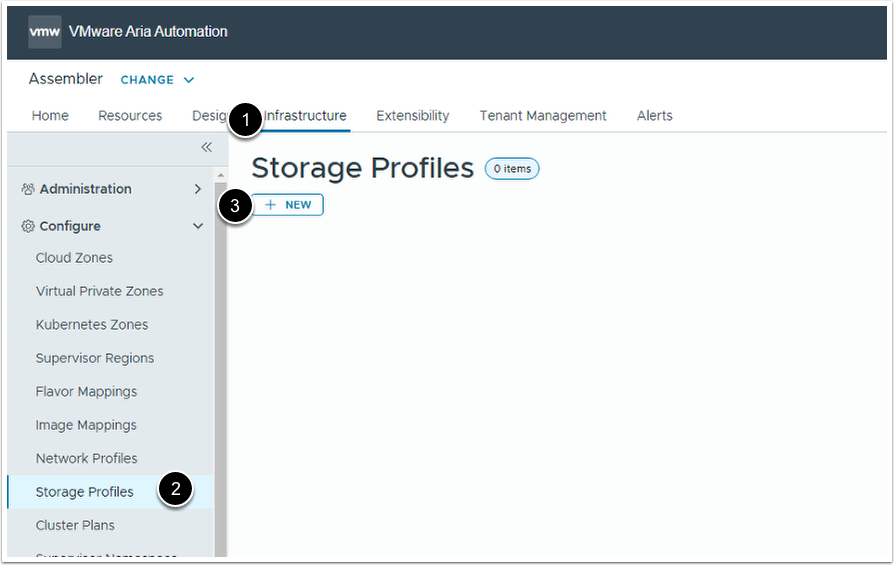 vmw VMware Aria Automation
Assembler CHANGE
Home Resources 1 Infrastructure Extensibility Tenant Management Alerts
Storage Profiles 0 items
Administration
3 + NEW
Configure
Cloud Zones
Virtual Private Zones
Kubernetes Zones
Supervisor Regions
Flavor Mappings
Image Mappings
Network Profiles
Storage Profiles 2
Cluster Plans